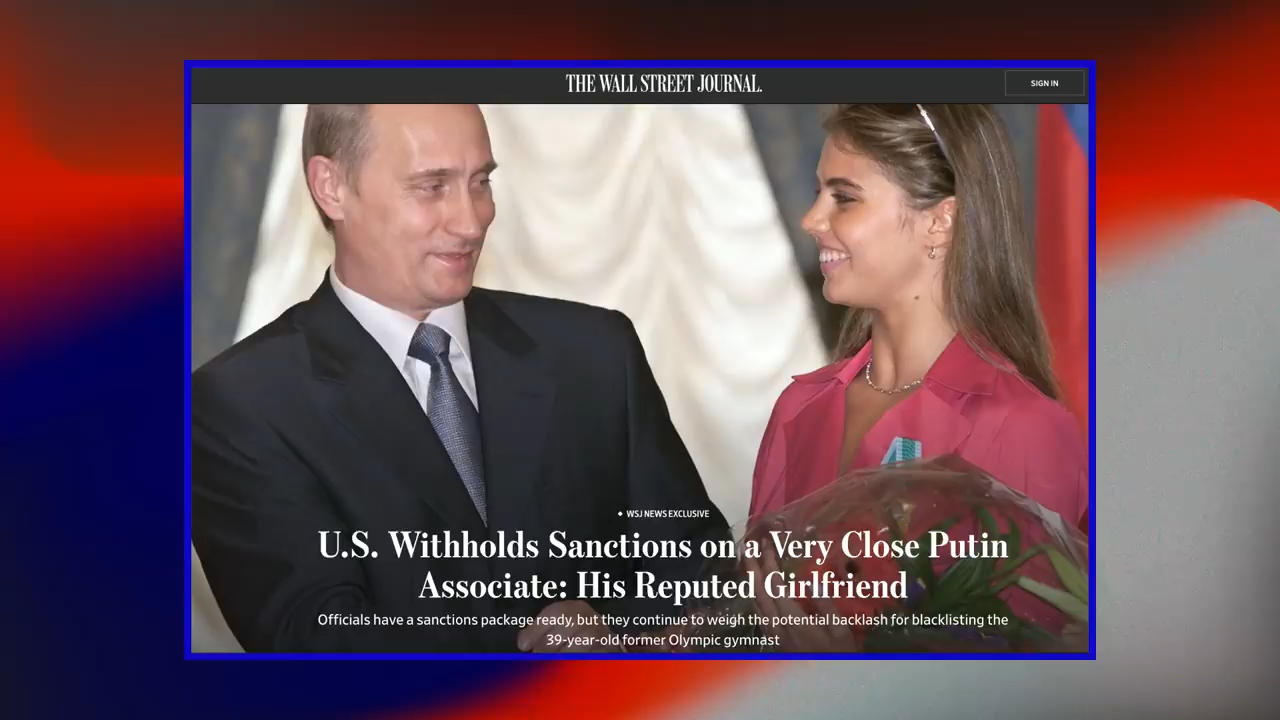 THE WALL STREET JOURNAL.
SIGN IN
◆ WSJ NEWS EXCLUSIVE
U.S. Withholds Sanctions on a Very Close Putin
Associate: His Reputed Girlfriend
Officials have a sanctions package ready, but they continue to weigh the potential backlash for blacklisting the
39-year-old former Olympic gymnast